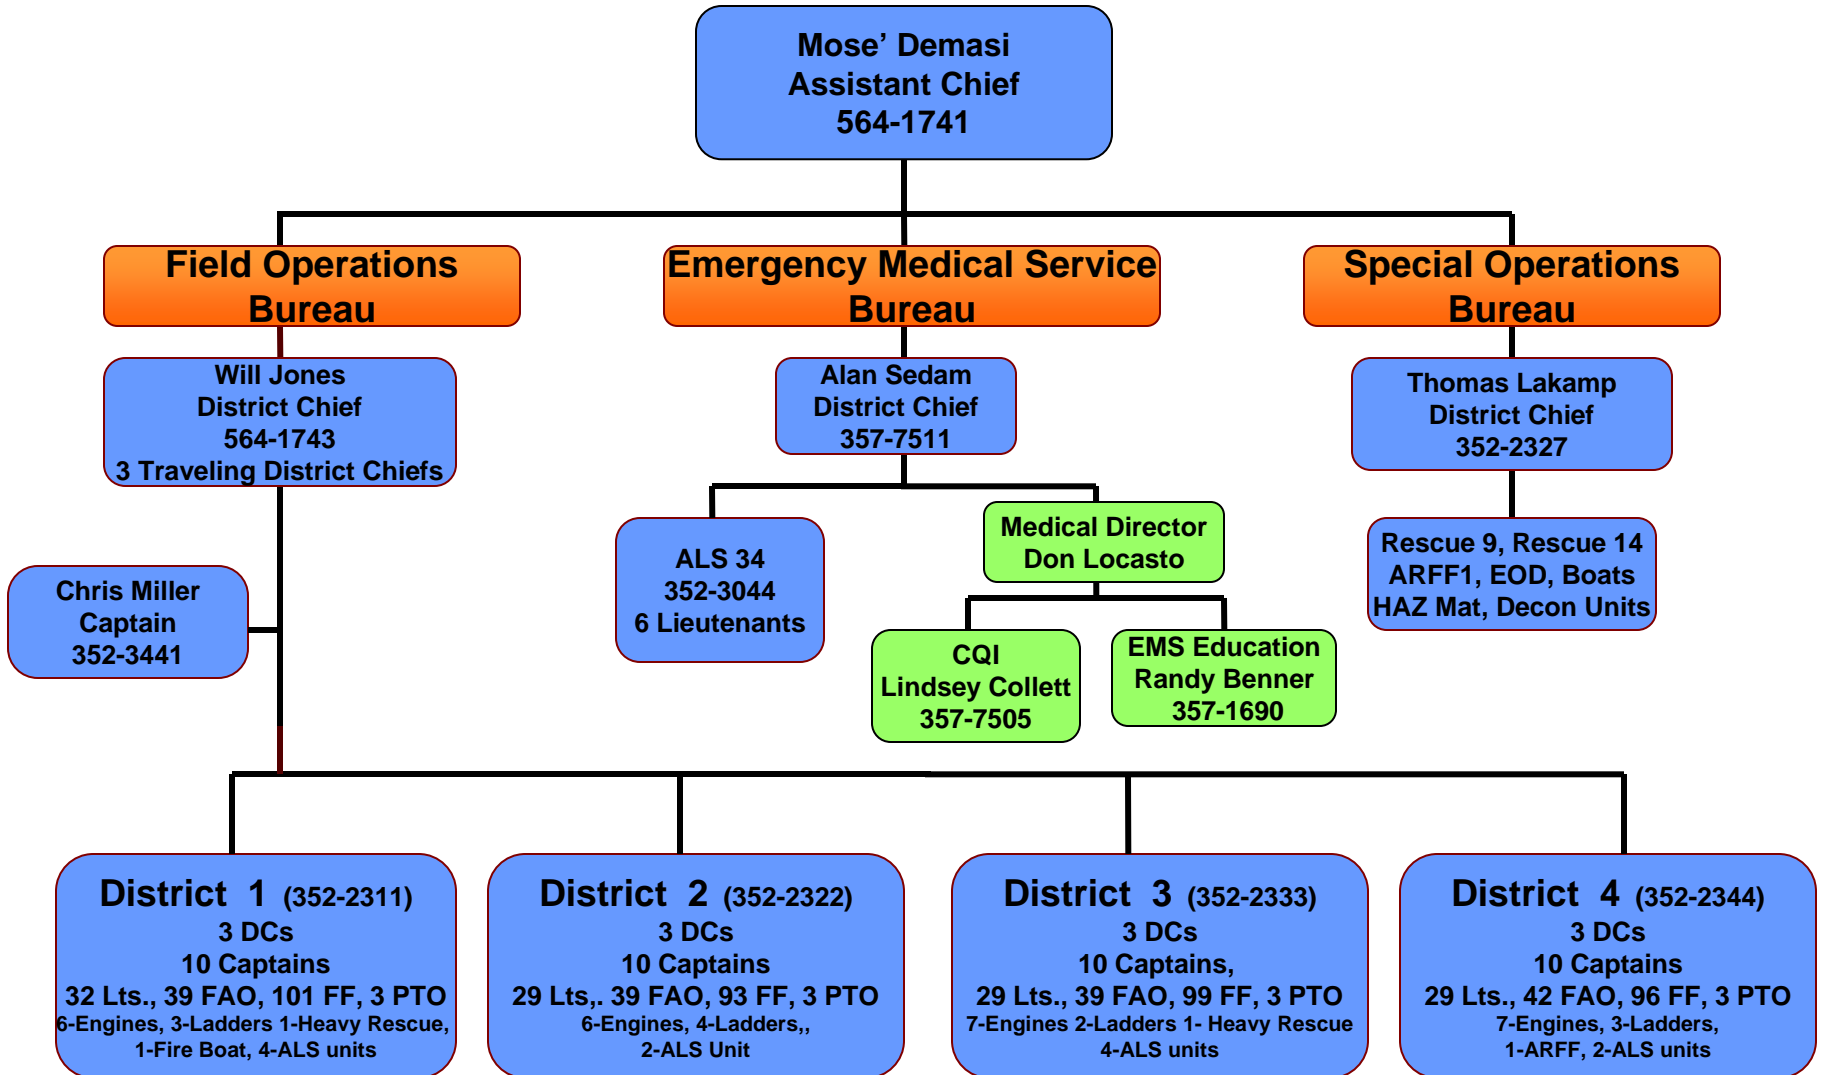 Mose’ Demasi
Assistant Chief
564-1741
Field Operations
Bureau
Emergency Medical Service
Bureau
Special Operations
Bureau
Will Jones
District Chief
564-1743
3 Traveling District Chiefs
Alan Sedam
District Chief
357-7511
Thomas Lakamp
District Chief
352-2327
Chris Miller
Captain
352-3441
ALS 34
352-3044
6 Lieutenants
Medical Director
Don Locasto
Rescue 9, Rescue 14
ARFF1, EOD, Boats
HAZ Mat, Decon Units
CQI
Lindsey Collett
357-7505
EMS Education
Randy Benner
357-1690
District 1 (352-2311)
3 DCs
10 Captains
32 Lts., 39 FAO, 101 FF, 3 PTO
6-Engines, 3-Ladders 1-Heavy Rescue,
1-Fire Boat, 4-ALS units
District 2 (352-2322)
3 DCs
10 Captains
29 Lts,. 39 FAO, 93 FF, 3 PTO
6-Engines, 4-Ladders,,
2-ALS Unit
District 3 (352-2333)
3 DCs
10 Captains,
29 Lts., 39 FAO, 99 FF, 3 PTO
7-Engines 2-Ladders 1- Heavy Rescue
4-ALS units
District 4 (352-2344)
3 DCs
10 Captains
29 Lts., 42 FAO, 96 FF, 3 PTO
7-Engines, 3-Ladders,
1-ARFF, 2-ALS units